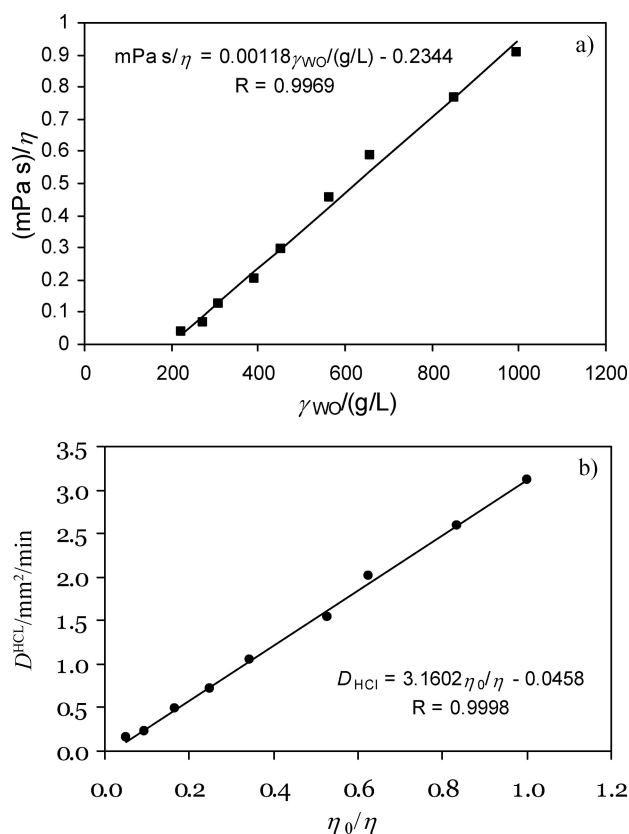 a)
mPa s/η = 0.00118γWO/(g/L) - 0.2344
R = 0.9969
(mPa s)/η
1
0.9
0.8
0.7
0.6
0.5
0.4
0.3
0.2
0.1
0
0 200 400 600 800 1000 1200
γWO/(g/L)
b)
D^HCL/mm²/min
3.5
3.0
2.5
2.0
1.5
1.0
0.5
0.0
D_HCl = 3.1602η₀/η - 0.0458
R = 0.9998
0.0 0.2 0.4 0.6 0.8 1.0 1.2
η₀/η